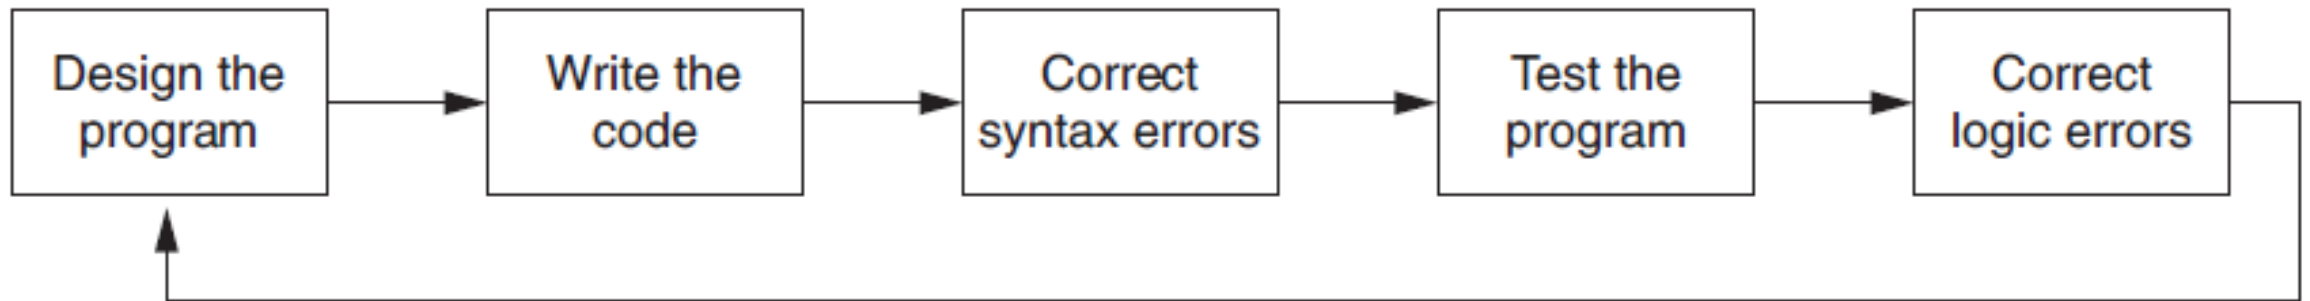 Design the
program
Write the
code
Correct
syntax errors
Test the
program
Correct
logic errors